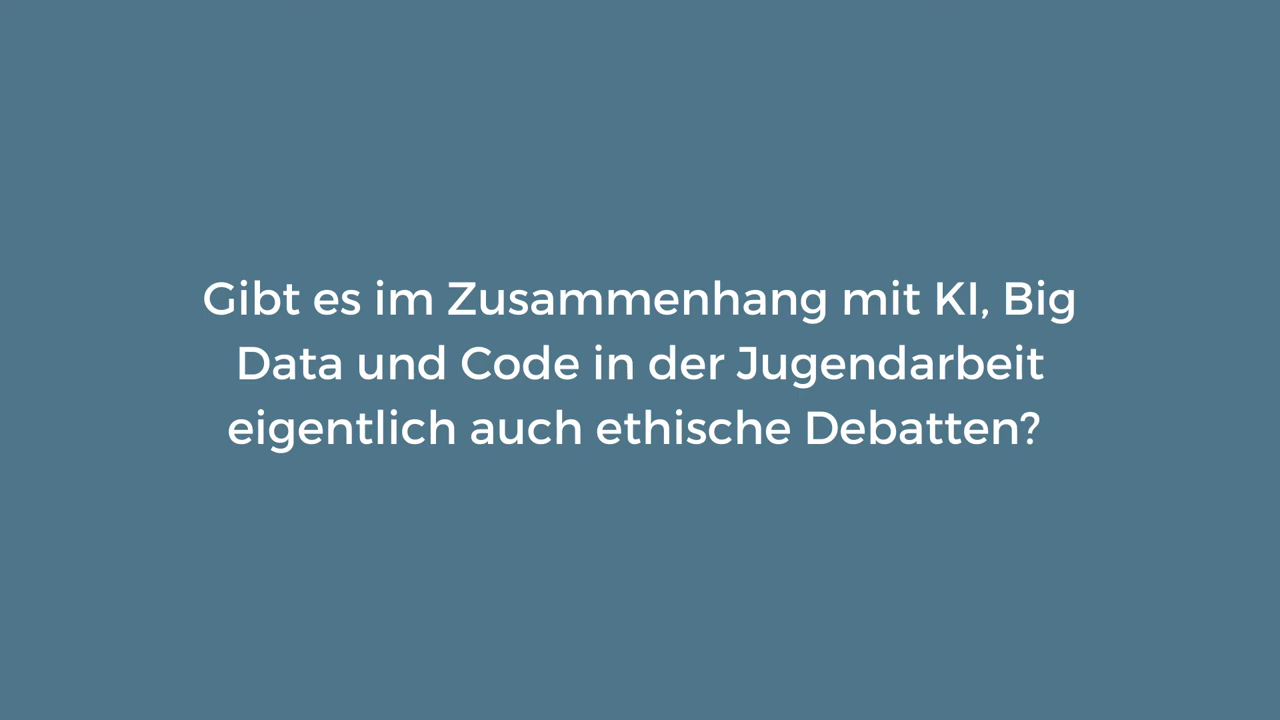 Gibt es im Zusammenhang mit KI, Big
Data und Code in der Jugendarbeit
eigentlich auch ethische Debatten?